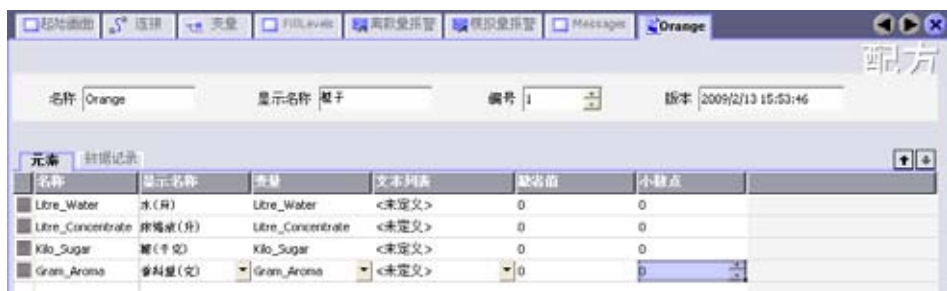 起始画面 连接 变量 FillLevels 离散量报警 模拟量报警 Messages Orange
配方
名称 Orange 显示名称 橙子 编号 1 版本 2009/2/13 15:53:46
元素 数据记录
名称 显示名称 变量 文本列表 缺省值 小数点
Litre_Water 水(升) Litre_Water <未定义> 0 0
Litre_Concentrate 浓缩液(升) Litre_Concentrate <未定义> 0 0
Kilo_Sugar 糖(千克) Kilo_Sugar <未定义> 0 0
Gram_Aroma 香料量(克) Gram_Aroma <未定义> 0 0